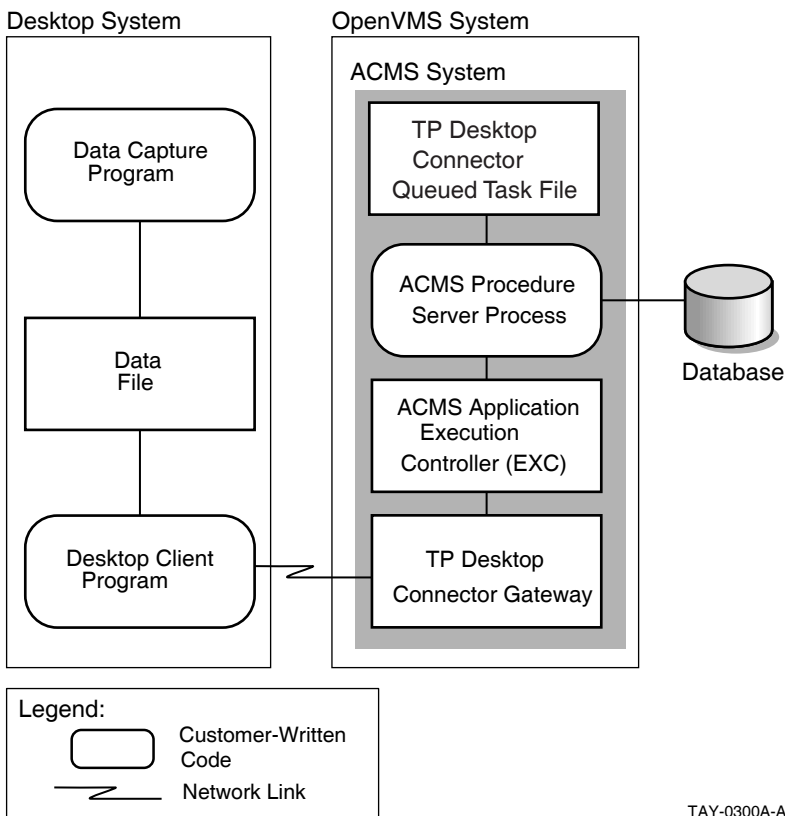 Desktop System
OpenVMS System
ACMS System
Data Capture
Program
Data
File
Desktop Client
Program
TP Desktop
Connector
Queued Task File
ACMS Procedure
Server Process
ACMS Application
Execution
Controller (EXC)
TP Desktop
Connector Gateway
Database
Legend:
Customer-Written
Code
Network Link
TAY-0300A-A